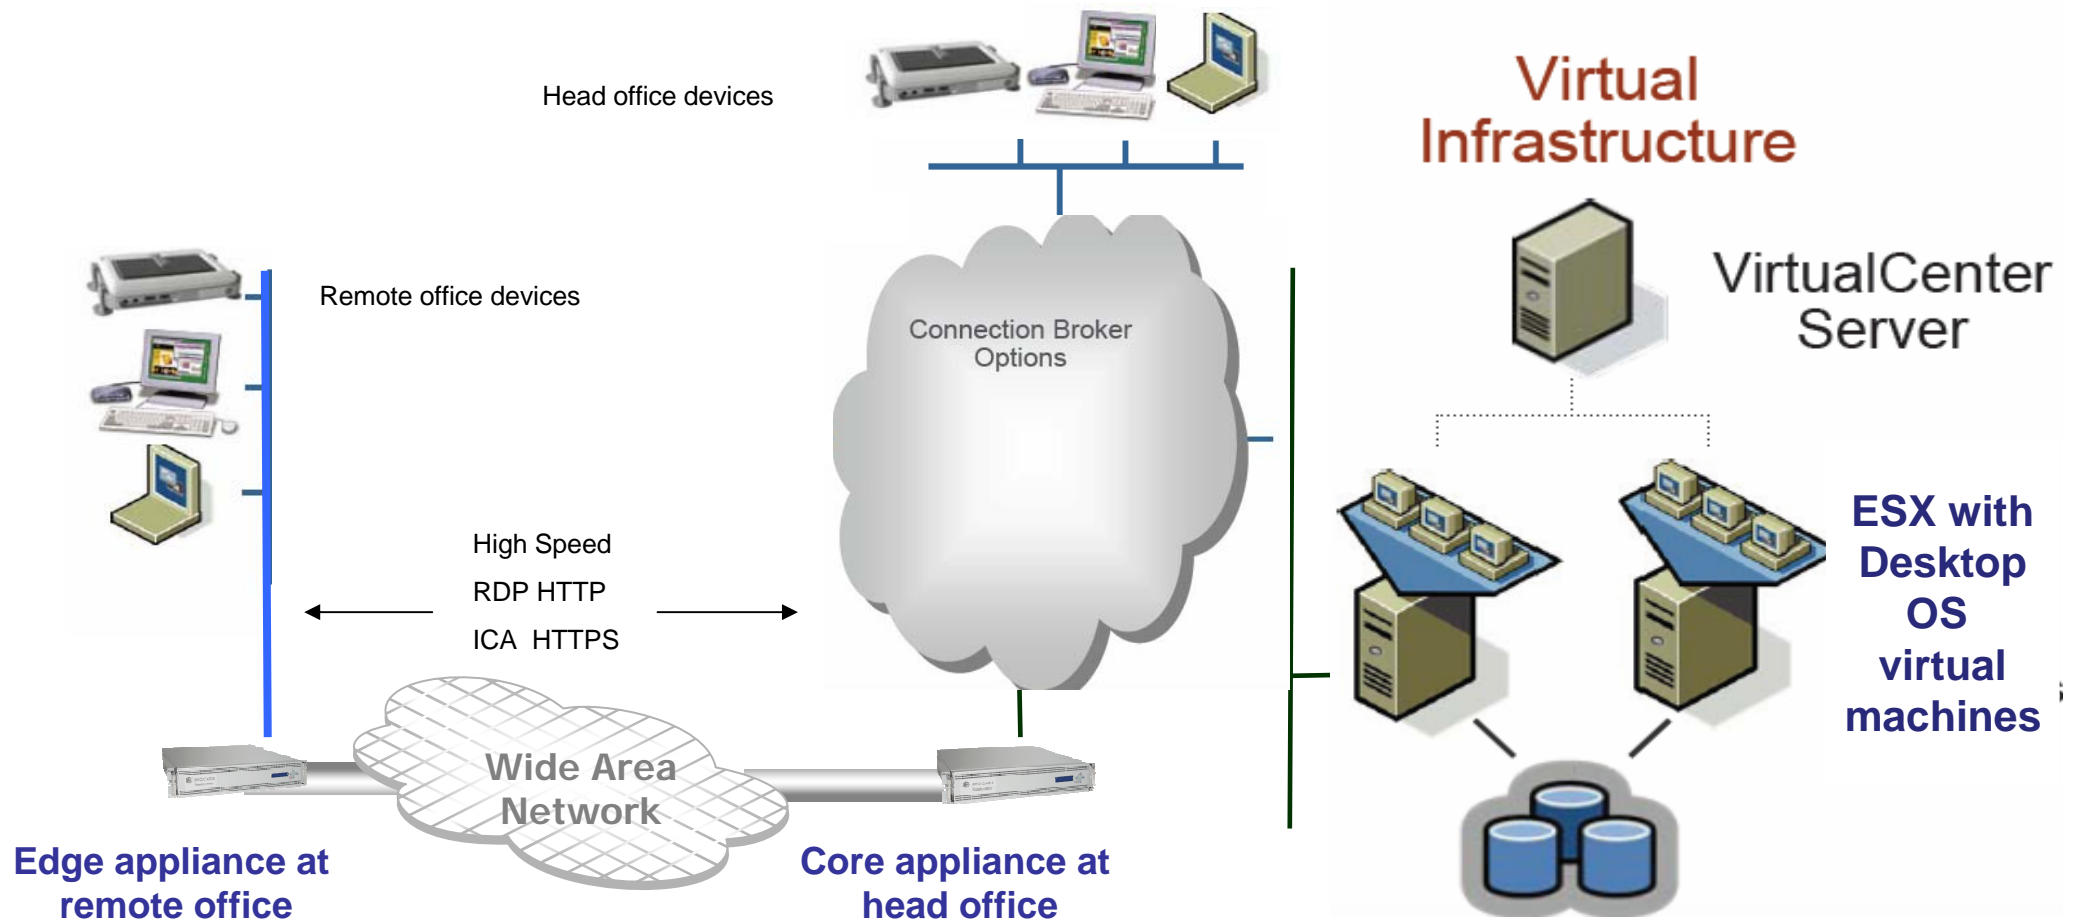 Head office devices
Virtual
Infrastructure
Remote office devices
VirtualCenter
Server
Connection Broker
Options
High Speed
RDP HTTP
ICA HTTPS
ESX with
Desktop
OS
virtual
machines
Wide Area
Network
Edge appliance at
remote office
Core appliance at
head office